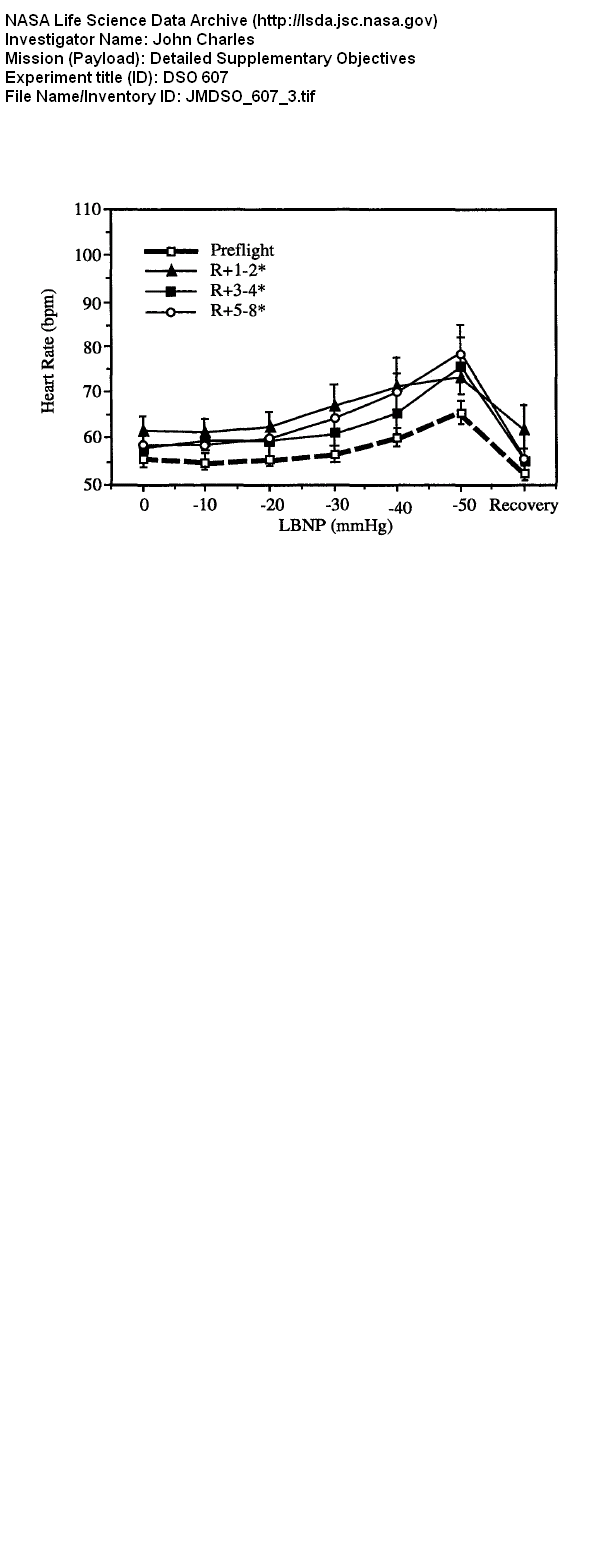 NASA Life Science Data Archive (http://lsda.jsc.nasa.gov)
Investigator Name: John Charles
Mission (Payload): Detailed Supplementary Objectives
Experiment title (ID): DSO 607
File Name/Inventory ID: JMDSO_607_3.tif
110
100
90
80
70
60
50
Heart Rate (bpm)
Preflight
R+1-2*
R+3-4*
R+5-8*
0 -10 -20 -30 -40 -50 Recovery
LBNP (mmHg)